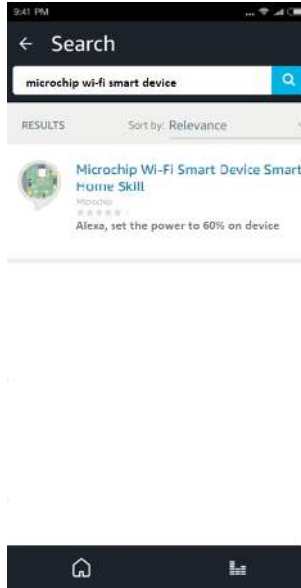 9:41 PM
Search
microchip wi-fi smart device
RESULTS Sort by: Relevance
Microchip Wi-Fi Smart Device Smart
Home Skill
Microchip
Alexa, set the power to 60% on device